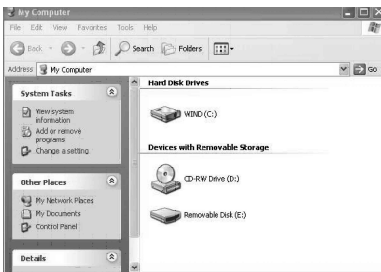 My Computer
File Edit View Favorites Tools Help
Back Search Folders
Address My Computer Go
System Tasks
View system information
Add or remove programs
Change a setting
Other Places
My Network Places
My Documents
Control Panel
Details
Hard Disk Drives
WIND (C:)
Devices with Removable Storage
CD-RW Drive (D:)
Removable Disk (E:)